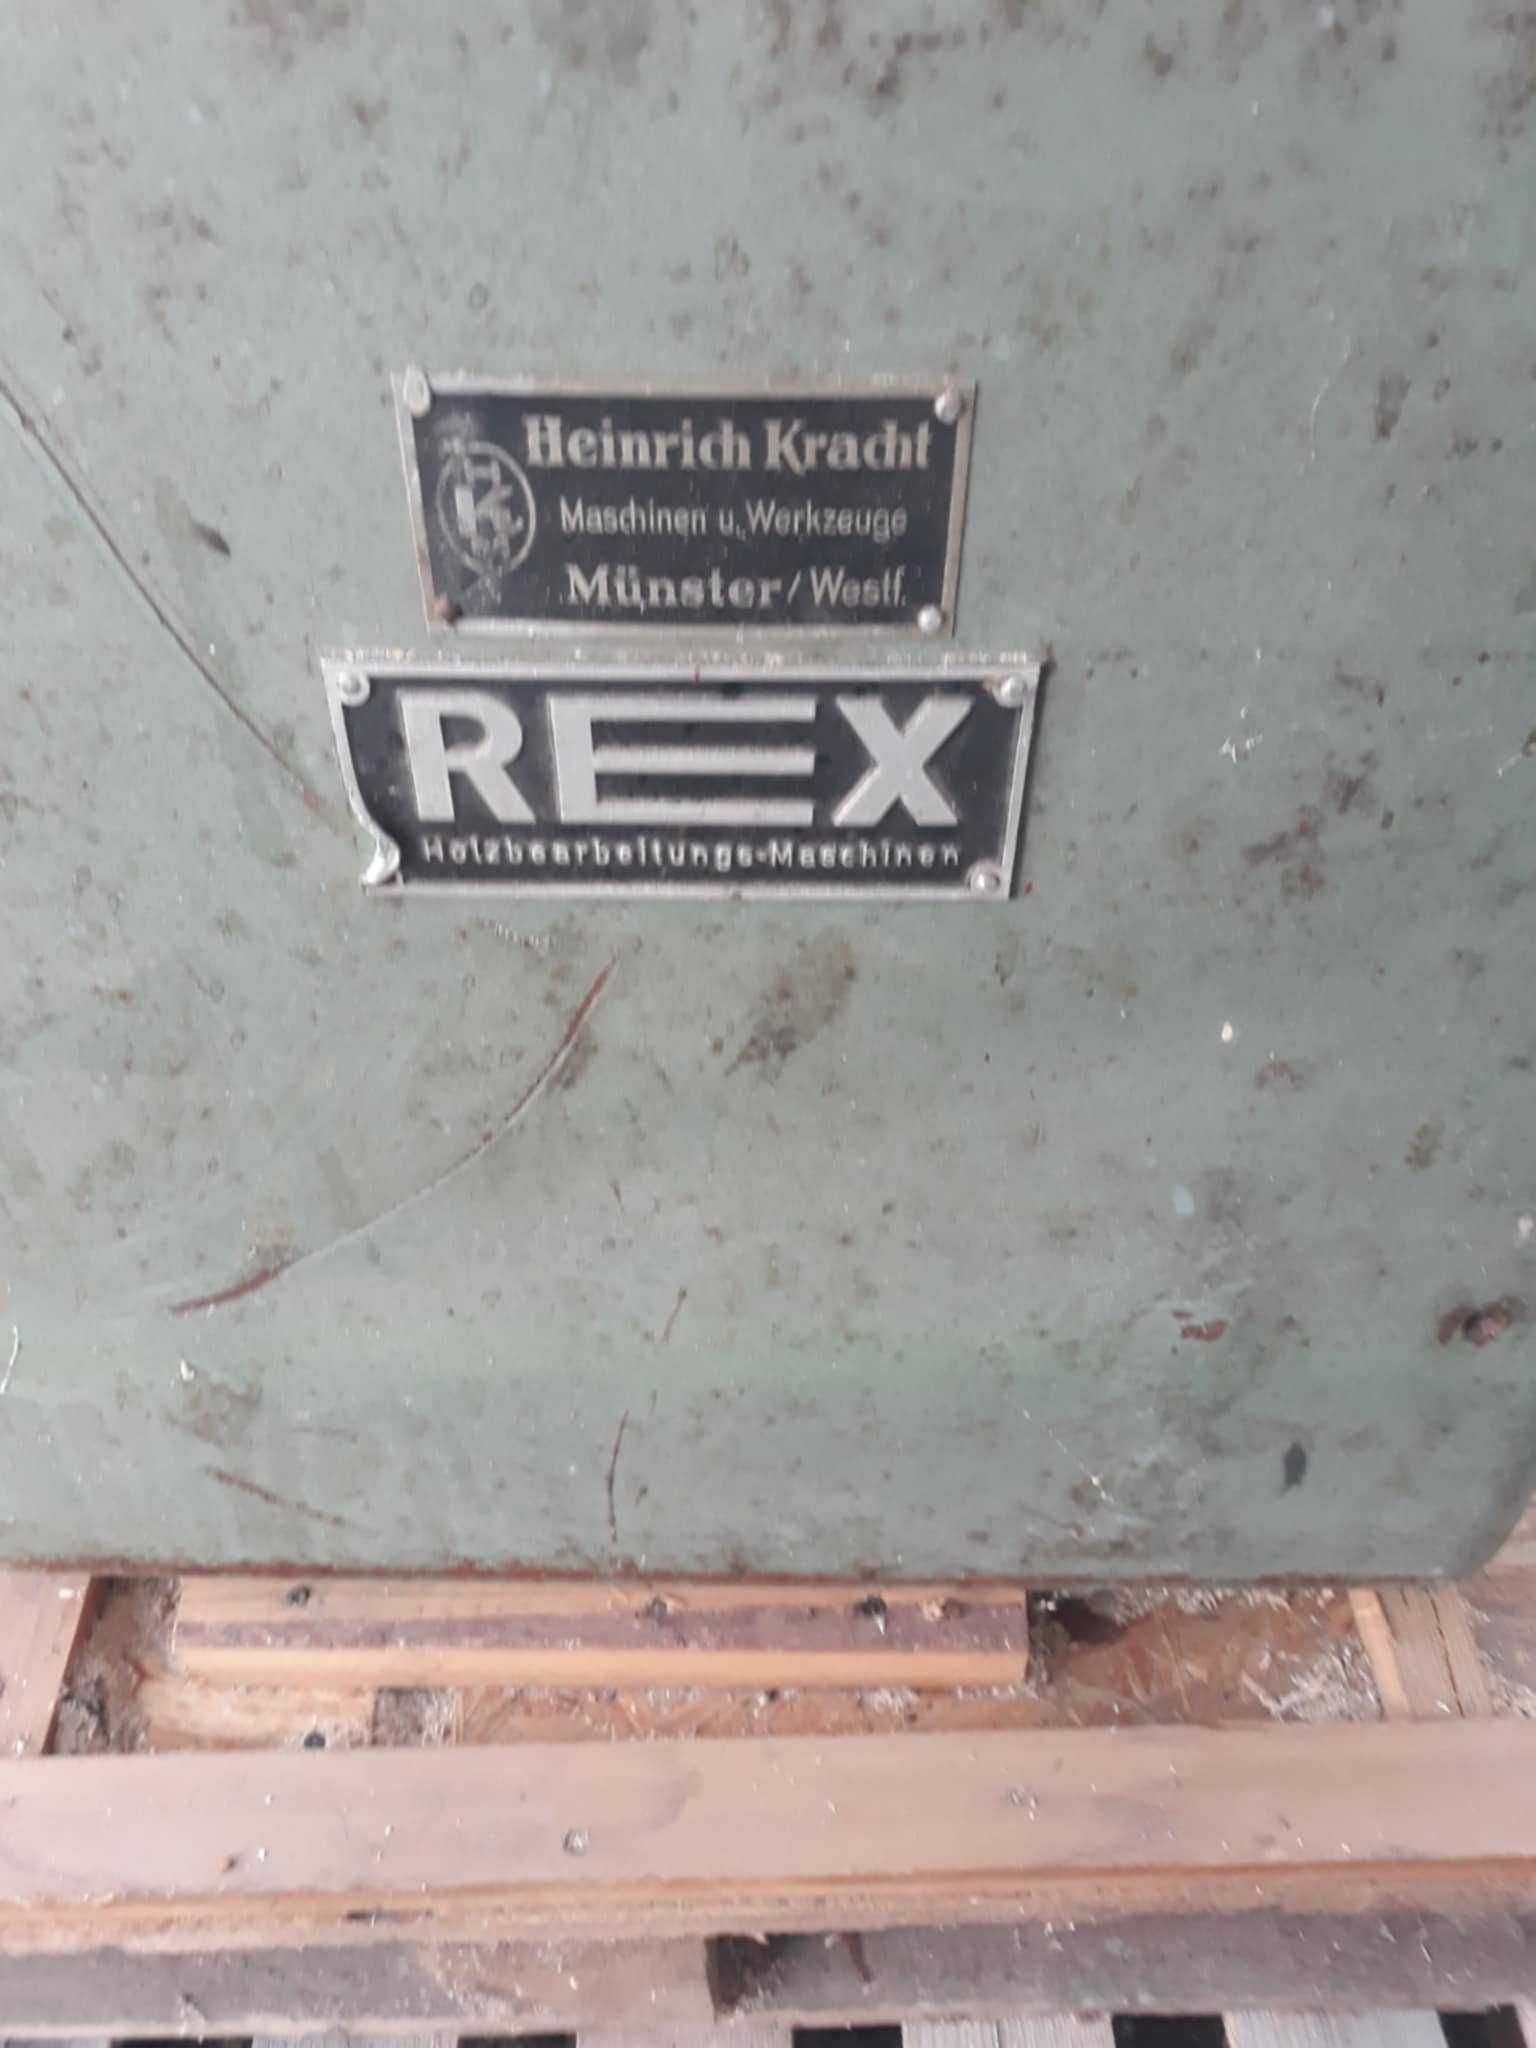 Heinrich Kracht
Maschinen u. Werkzeuge
Münster / Westf.
REX
Holzbearbeitungs-Maschinen